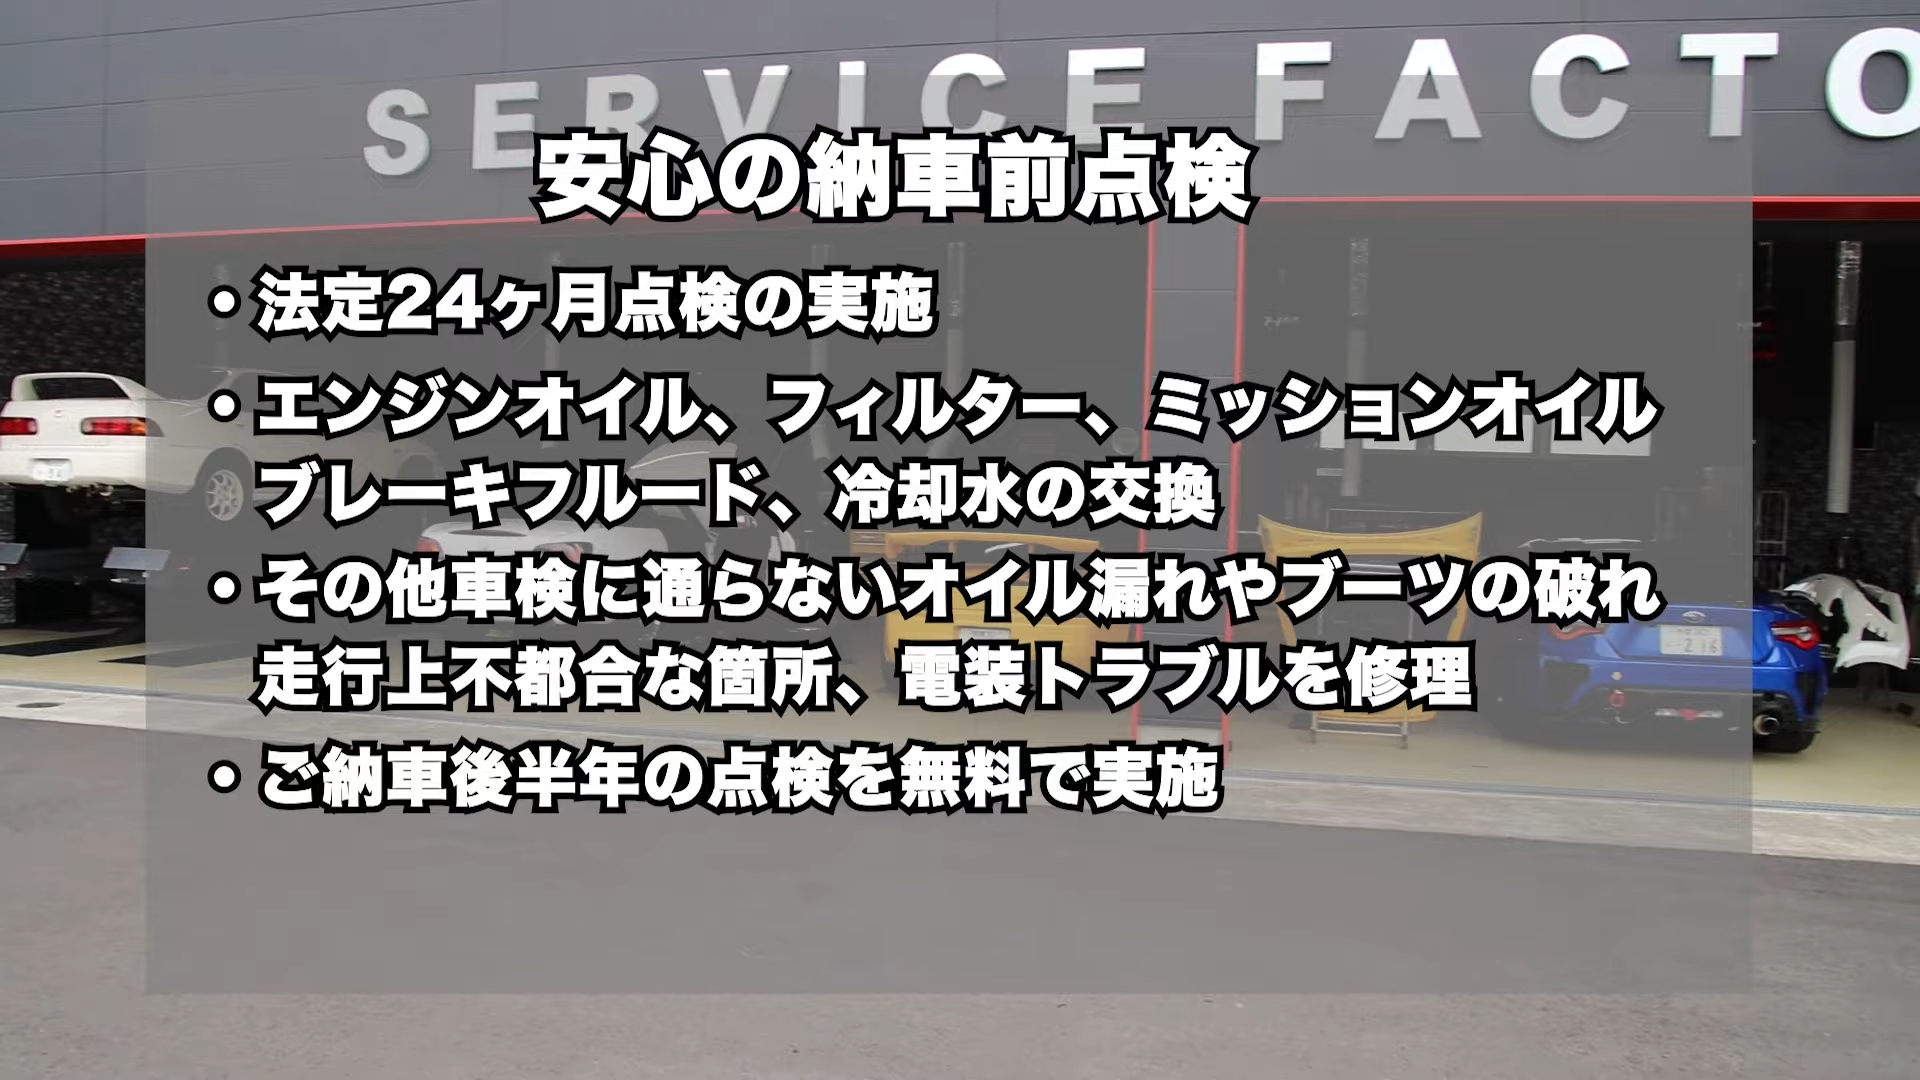 SERVICE FACTO
安心の納車前点検
・法定24ヶ月点検の実施
・エンジンオイル、フィルター、ミッションオイル
ブレーキフルード、冷却水の交換
・その他車検に通らないオイル漏れやブーツの破れ
走行上不都合な箇所、電装トラブルを修理
・ご納車後半年の点検を無料で実施
216